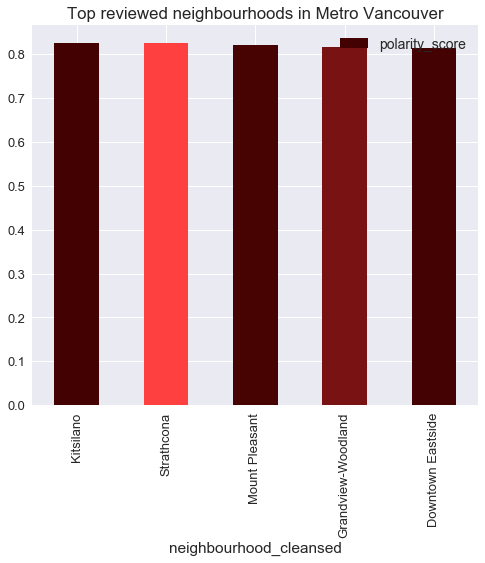 Top reviewed neighbourhoods in Metro Vancouver
polarity_score
0.8
0.7
0.6
0.5
0.4
0.3
0.2
0.1
0.0
Kitsilano
Strathcona
Mount Pleasant
Grandview-Woodland
Downtown Eastside
neighbourhood_cleansed